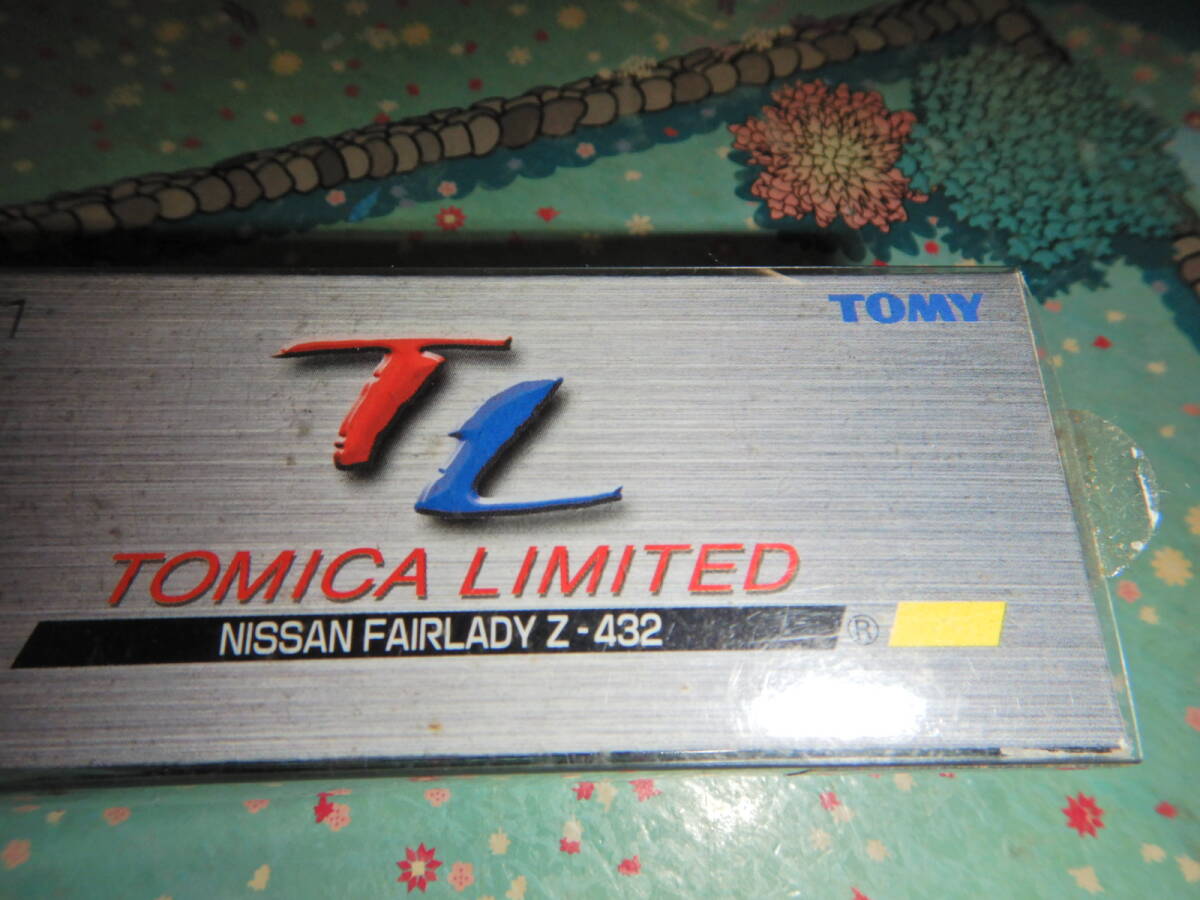 TOMY
TL
TOMICA LIMITED
NISSAN FAIRLADY Z-432 ®